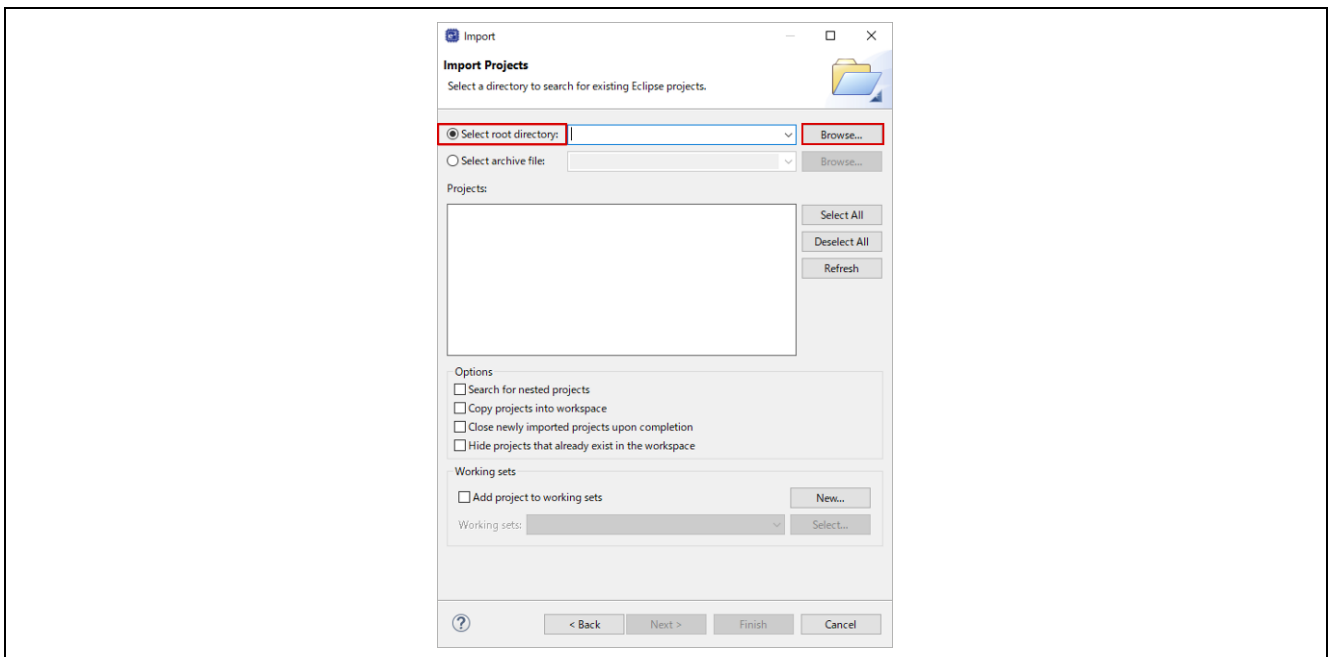 Import
Import Projects
Select a directory to search for existing Eclipse projects.
Select root directory: Browse...
Select archive file: Browse...
Projects:
Select All
Deselect All
Refresh
Options
Search for nested projects
Copy projects into workspace
Close newly imported projects upon completion
Hide projects that already exist in the workspace
Working sets
Add project to working sets New...
Working sets: Select...
? < Back Next > Finish Cancel